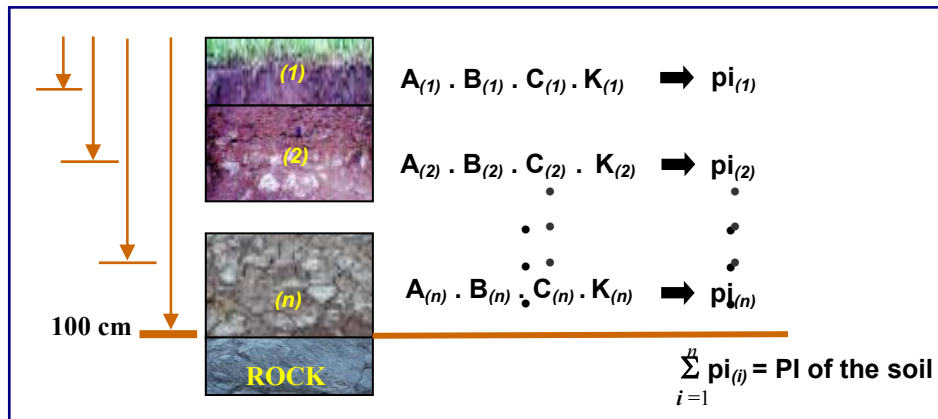 (1)
A(1) . B(1) . C(1) . K(1) ➡ pi(1)
(2)
A(2) . B(2) . C(2) . K(2) ➡ pi(2)
(n)
A(n) . B(n) . C(n) . K(n) ➡ pi(n)
100 cm
ROCK
n
Σ pi(i) = PI of the soil
i =1